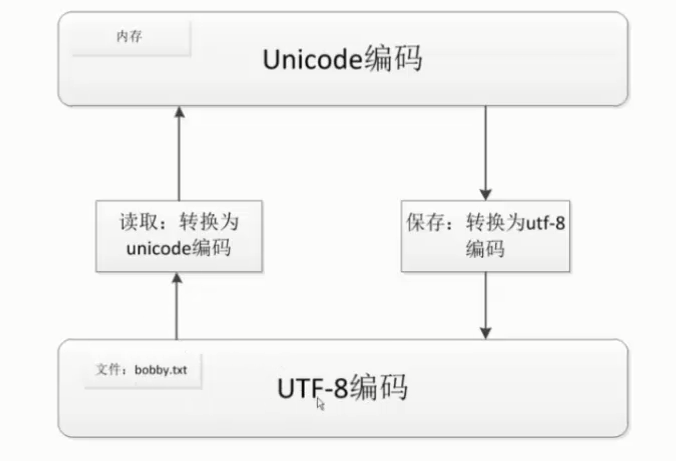 内存
Unicode编码
读取：转换为
unicode编码
保存：转换为utf-8
编码
文件：bobby.txt
UTF-8编码